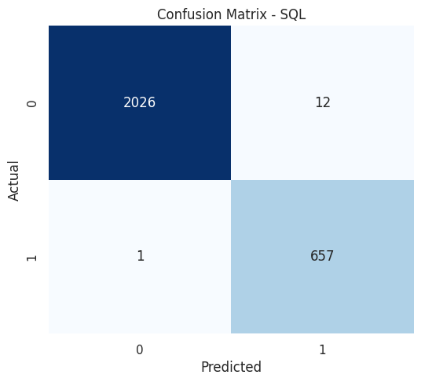 Confusion Matrix - SQL
0
2026
12
Actual
1
1
657
0
1
Predicted